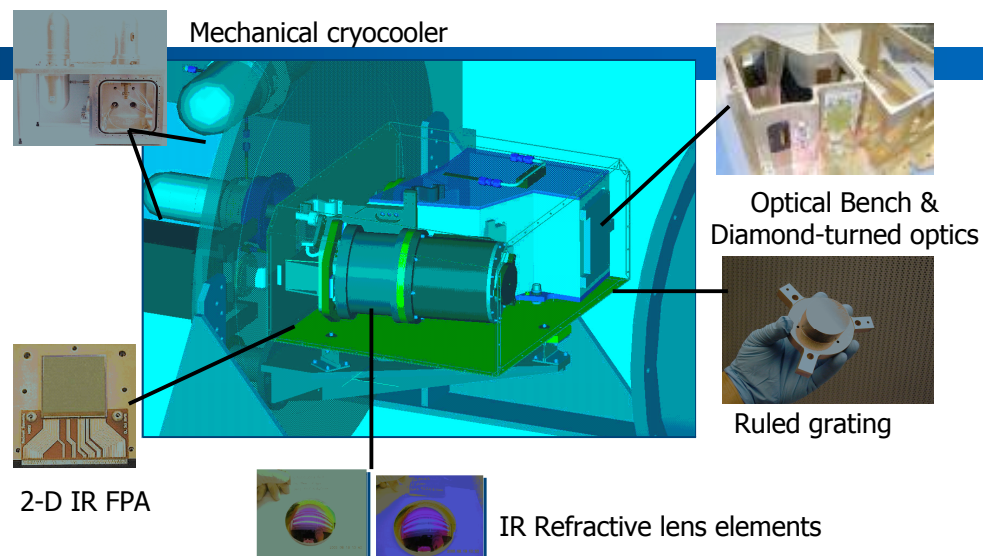 Mechanical cryocooler
Optical Bench &
Diamond-turned optics
Ruled grating
2-D IR FPA
IR Refractive lens elements